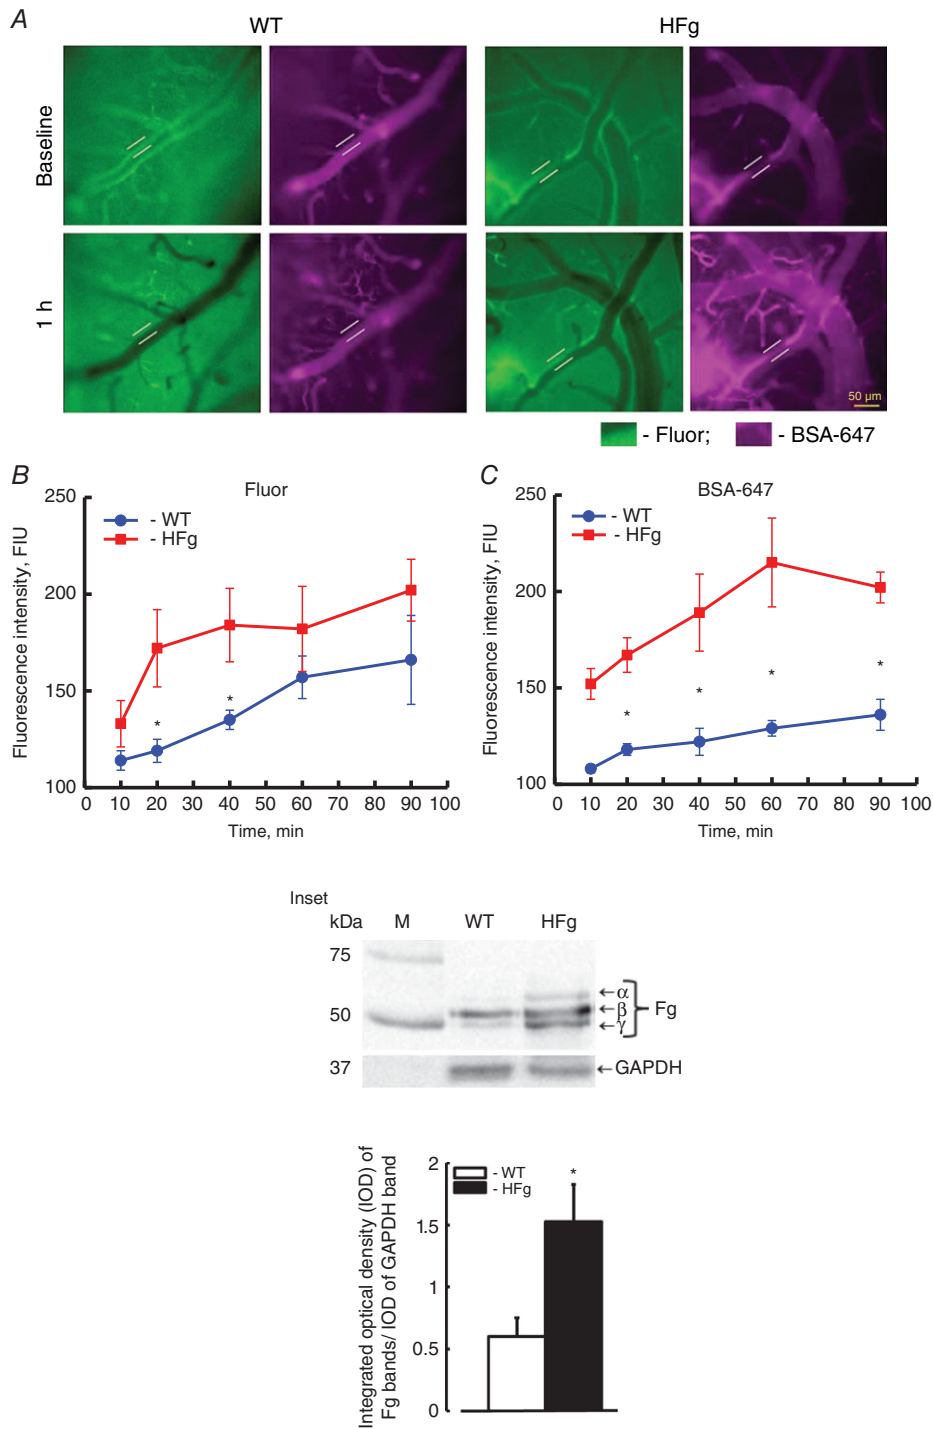 A
WT
HFg
Baseline
1 h
50 µm
- Fluor; - BSA-647
B
Fluor
250
200
150
100
Fluorescence intensity, FIU
- WT
- HFg
*
*
0 10 20 30 40 50 60 70 80 90 100
Time, min
C
BSA-647
250
200
150
100
Fluorescence intensity, FIU
- WT
- HFg
*
*
*
*
0 10 20 30 40 50 60 70 80 90 100
Time, min
Inset
kDa M WT HFg
75
50
37
←α
←β
←γ
Fg
←GAPDH
Integrated optical density (IOD) of
Fg bands/ IOD of GAPDH band
2
1.5
1
0.5
0
- WT
- HFg
*